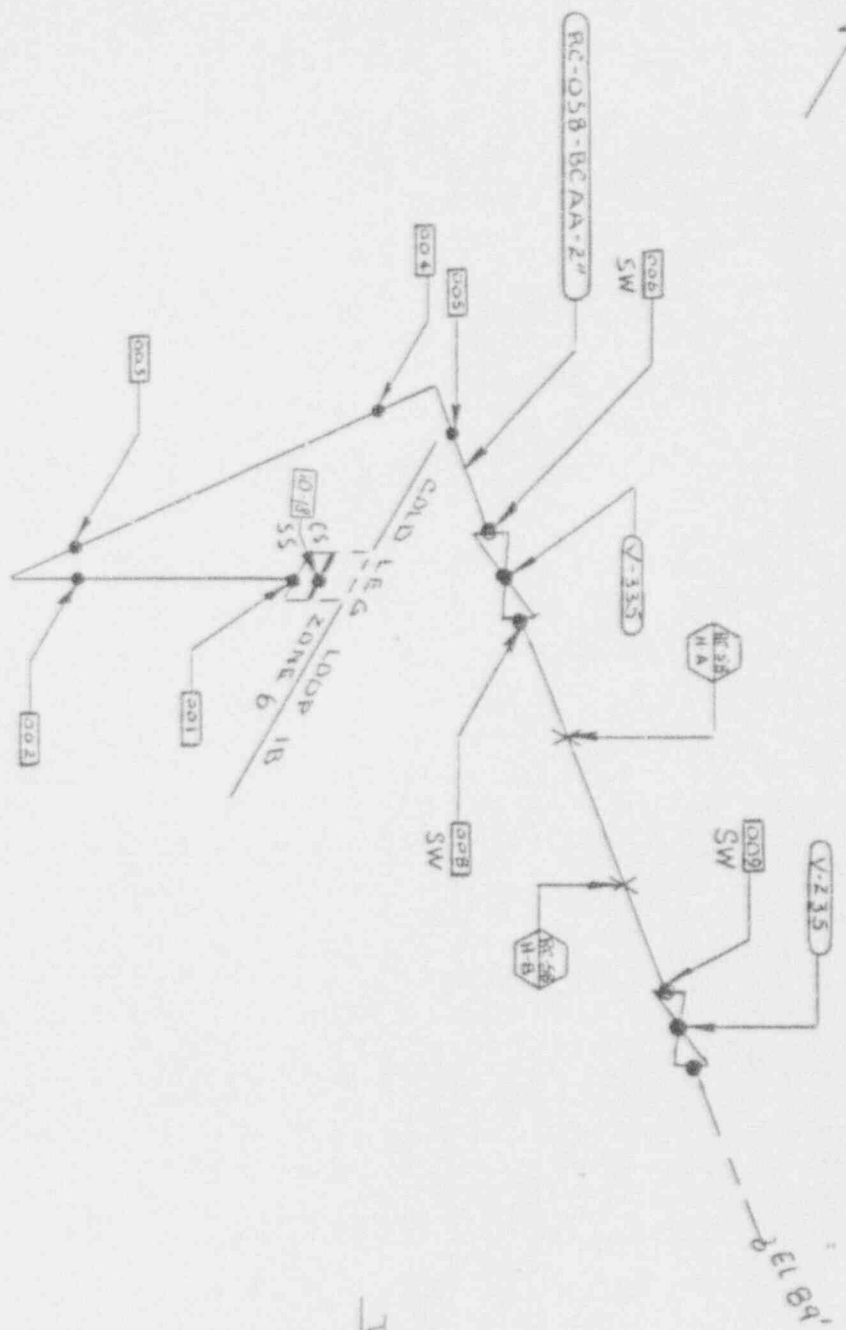 RC-058-BCAA-2"
006
SW
V-335
H-A
009
SW
V-235
004
005
COLD LEG LOOP 1B
ZONE 6
003
10-18
CS
SS
008
SW
H-B
EL 89'
001
002